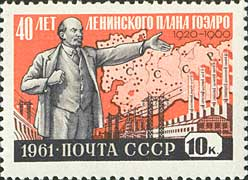 40 ЛЕТ ЛЕНИНСКОГО ПЛАНА ГОЭЛРО
1920-1960
С С С Р
1961·ПОЧТА СССР
10к.